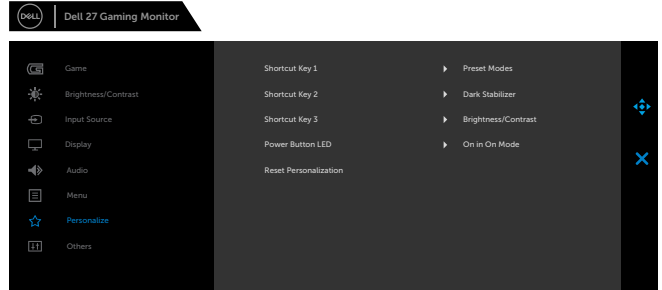 DELL Dell 27 Gaming Monitor
Game
Brightness/Contrast
Input Source
Display
Audio
Menu
Personalize
Others
Shortcut Key 1 Preset Modes
Shortcut Key 2 Dark Stabilizer
Shortcut Key 3 Brightness/Contrast
Power Button LED On in On Mode
Reset Personalization